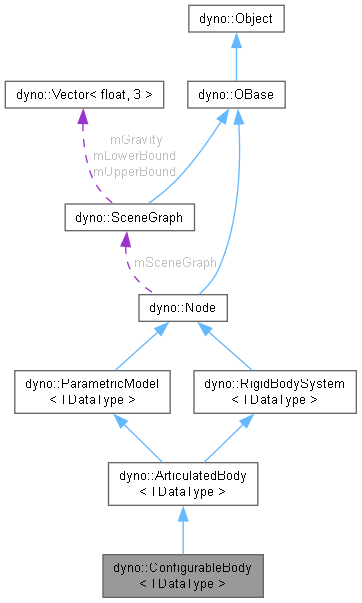 dyno::Object
dyno::Vector< float, 3 >
dyno::OBase
mGravity
mLowerBound
mUpperBound
dyno::SceneGraph
mSceneGraph
dyno::Node
dyno::ParametricModel
< TDataType >
dyno::RigidBodySystem
< TDataType >
dyno::ArticulatedBody
< TDataType >
dyno::ConfigurableBody
< TDataType >